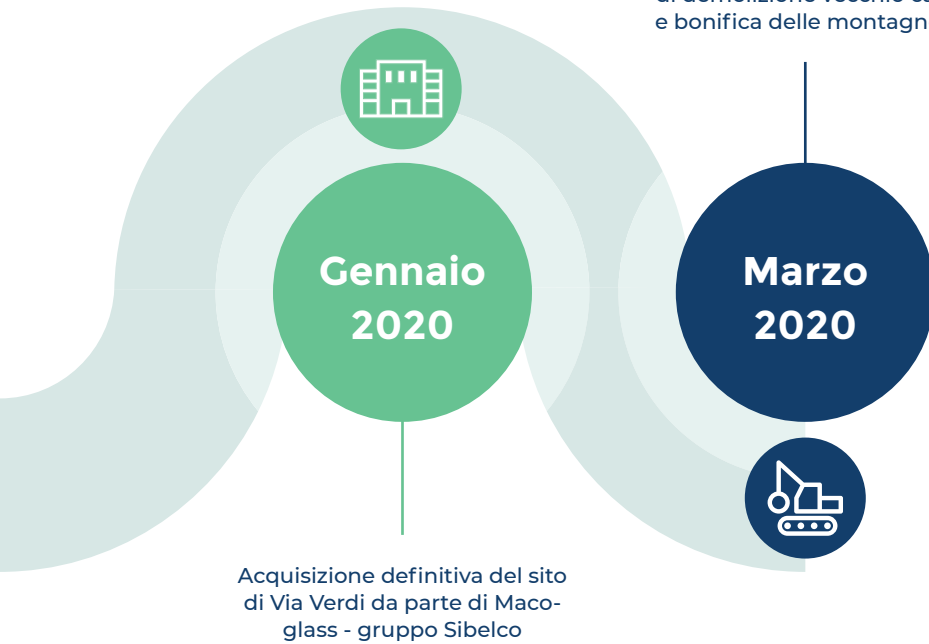 e bonifica delle montagn
Gennaio
2020
Marzo
2020
Acquisizione definitiva del sito
di Via Verdi da parte di Maco-
glass - gruppo Sibelco